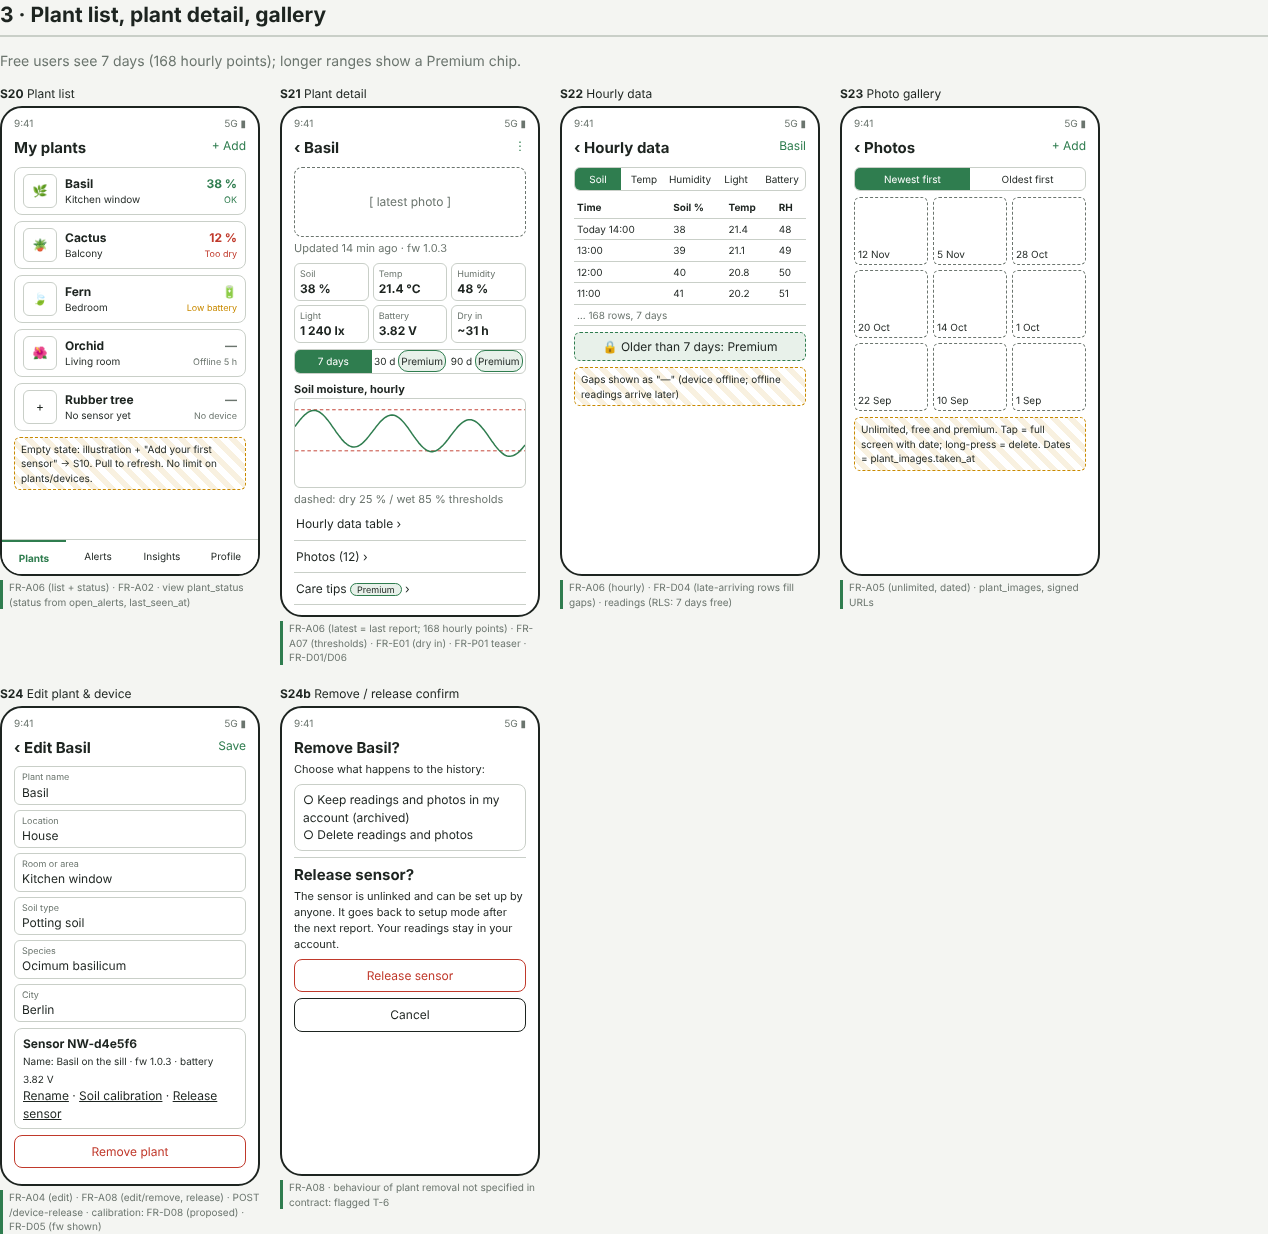 3 · Plant list, plant detail, gallery
Free users see 7 days (168 hourly points); longer ranges show a Premium chip.
S20 Plant list
9:41 5G
My plants + Add
Basil 38 %
Kitchen window OK
Cactus 12 %
Balcony Too dry
Fern
Bedroom Low battery
Orchid —
Living room Offline 5 h
+ Rubber tree —
No sensor yet No device
Empty state: illustration + "Add your first
sensor" → S10. Pull to refresh. No limit on
plants/devices.
Plants Alerts Insights Profile
FR-A06 (list + status) · FR-A02 · view plant_status
(status from open_alerts, last_seen_at)
S21 Plant detail
9:41 5G
‹ Basil ⋮
[ latest photo ]
Updated 14 min ago · fw 1.0.3
Soil Temp Humidity
38 % 21.4 °C 48 %
Light Battery Dry in
1 240 lx 3.82 V ~31 h
7 days 30 d Premium 90 d Premium
Soil moisture, hourly
dashed: dry 25 % / wet 85 % thresholds
Hourly data table ›
Photos (12) ›
Care tips Premium ›
FR-A06 (latest = last report; 168 hourly points) · FR-
A07 (thresholds) · FR-E01 (dry in) · FR-P01 teaser ·
FR-D01/D06
S22 Hourly data
9:41 5G
‹ Hourly data Basil
Soil Temp Humidity Light Battery
Time Soil % Temp RH
Today 14:00 38 21.4 48
13:00 39 21.1 49
12:00 40 20.8 50
11:00 41 20.2 51
... 168 rows, 7 days
🔒 Older than 7 days: Premium
Gaps shown as "—" (device offline; offline
readings arrive later)
FR-A06 (hourly) · FR-D04 (late-arriving rows fill
gaps) · readings (RLS: 7 days free)
S23 Photo gallery
9:41 5G
‹ Photos + Add
Newest first Oldest first
12 Nov 5 Nov 28 Oct
20 Oct 14 Oct 1 Oct
22 Sep 10 Sep 1 Sep
Unlimited, free and premium. Tap = full
screen with date; long-press = delete. Dates
= plant_images.taken_at
FR-A05 (unlimited, dated) · plant_images, signed
URLs
S24 Edit plant & device
9:41 5G
‹ Edit Basil Save
Plant name
Basil
Location
House
Room or area
Kitchen window
Soil type
Potting soil
Species
Ocimum basilicum
City
Berlin
Sensor NW-d4e5f6
Name: Basil on the sill · fw 1.0.3 · battery
3.82 V
Rename · Soil calibration · Release
sensor
Remove plant
FR-A04 (edit) · FR-A08 (edit/remove, release) · POST
/device-release · calibration: FR-D08 (proposed) ·
FR-D05 (fw shown)
S24b Remove / release confirm
9:41 5G
Remove Basil?
Choose what happens to the history:
Keep readings and photos in my
account (archived)
Delete readings and photos
Release sensor?
The sensor is unlinked and can be set up by
anyone. It goes back to setup mode after
the next report. Your readings stay in your
account.
Release sensor
Cancel
FR-A08 · behaviour of plant removal not specified in
contract: flagged T-6